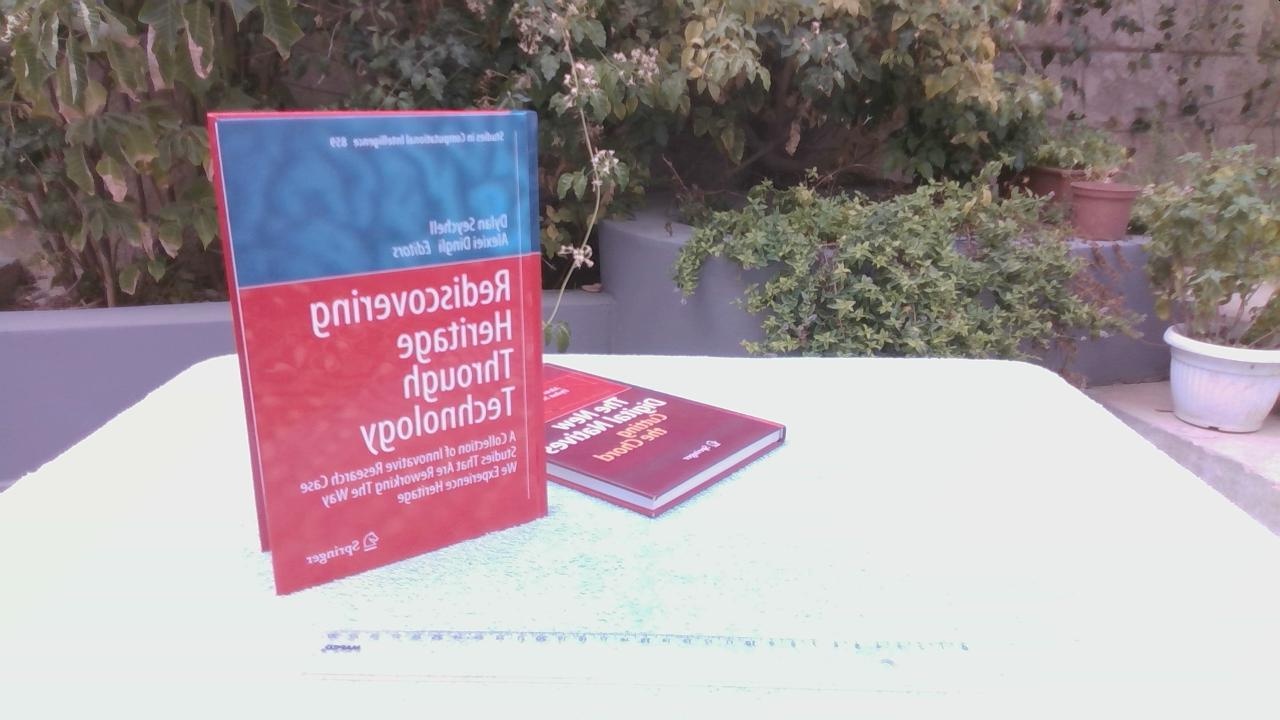 Studies in Computational Intelligence 859
Dylan Seychell
Alexiei Dingli Editors
Rediscovering
Heritage
Through
Technology
A Collection of Innovative Research Case
Studies That Are Reworking The Way
We Experience Heritage
Springer
The New
Digital Natives
Cutting
the Chord
Springer